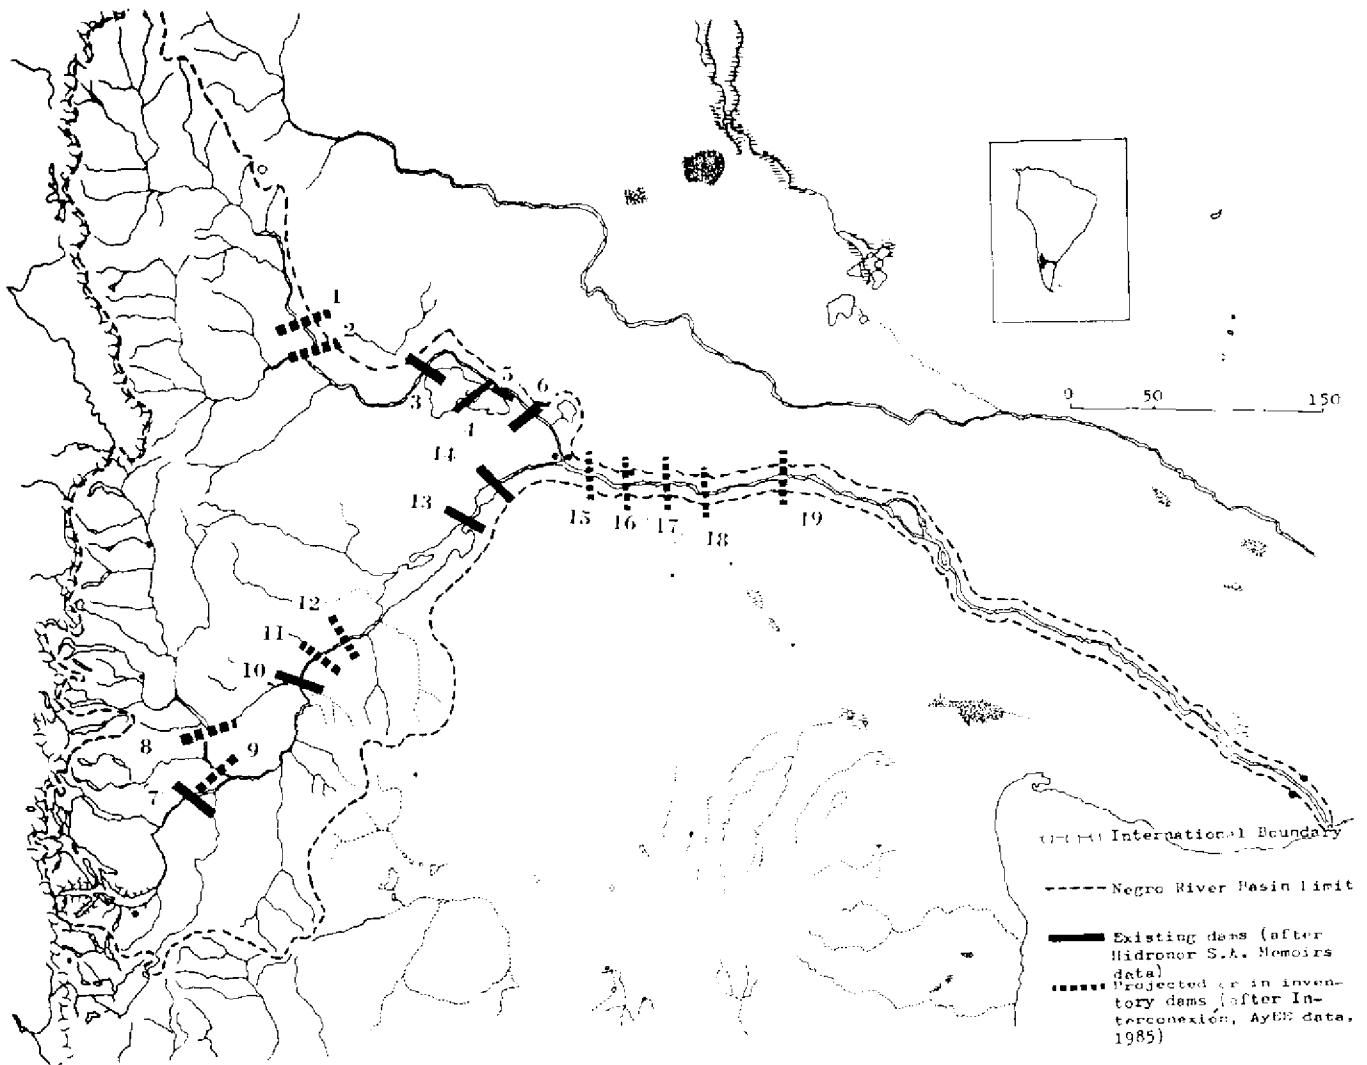 1
2
0 50 150
3
4
5
6
14
13
15
16
17
18
19
12
11
10
8
9
7
International Boundary
Negro River Basin Limit
Existing dams (after
Hidronor S.A. Memoirs
data)
Projected or in inven-
tory dams (after In-
terconexión, AyEE data,
1985)